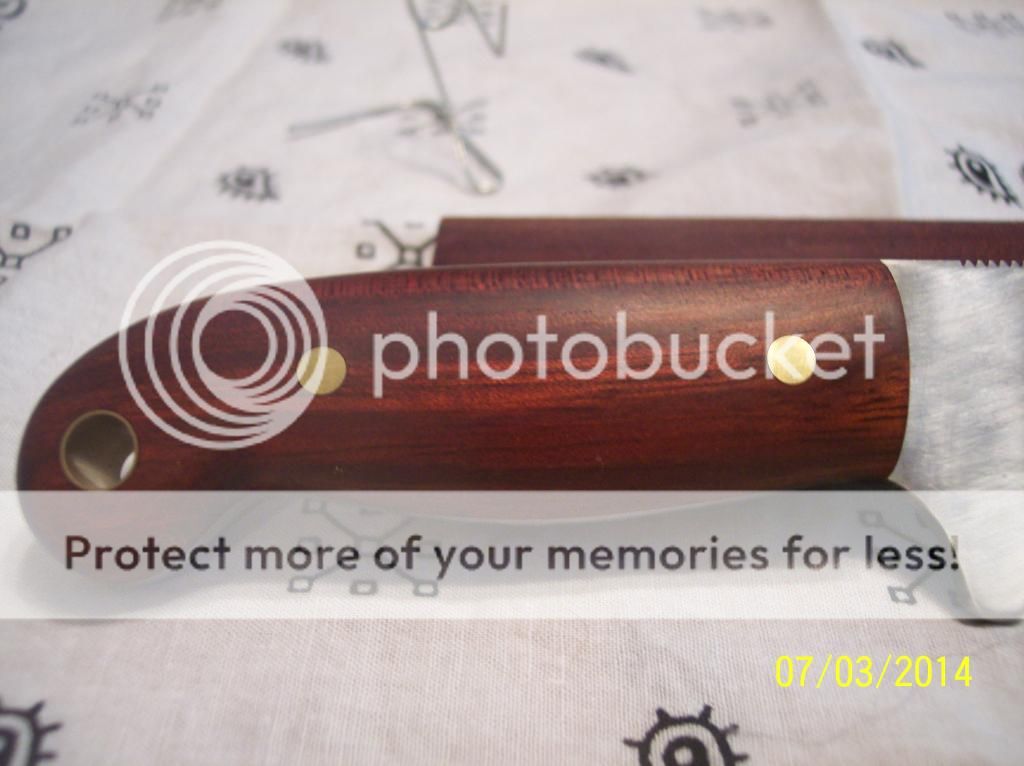 photobucket
Protect more of your memories for less!
07/03/2014